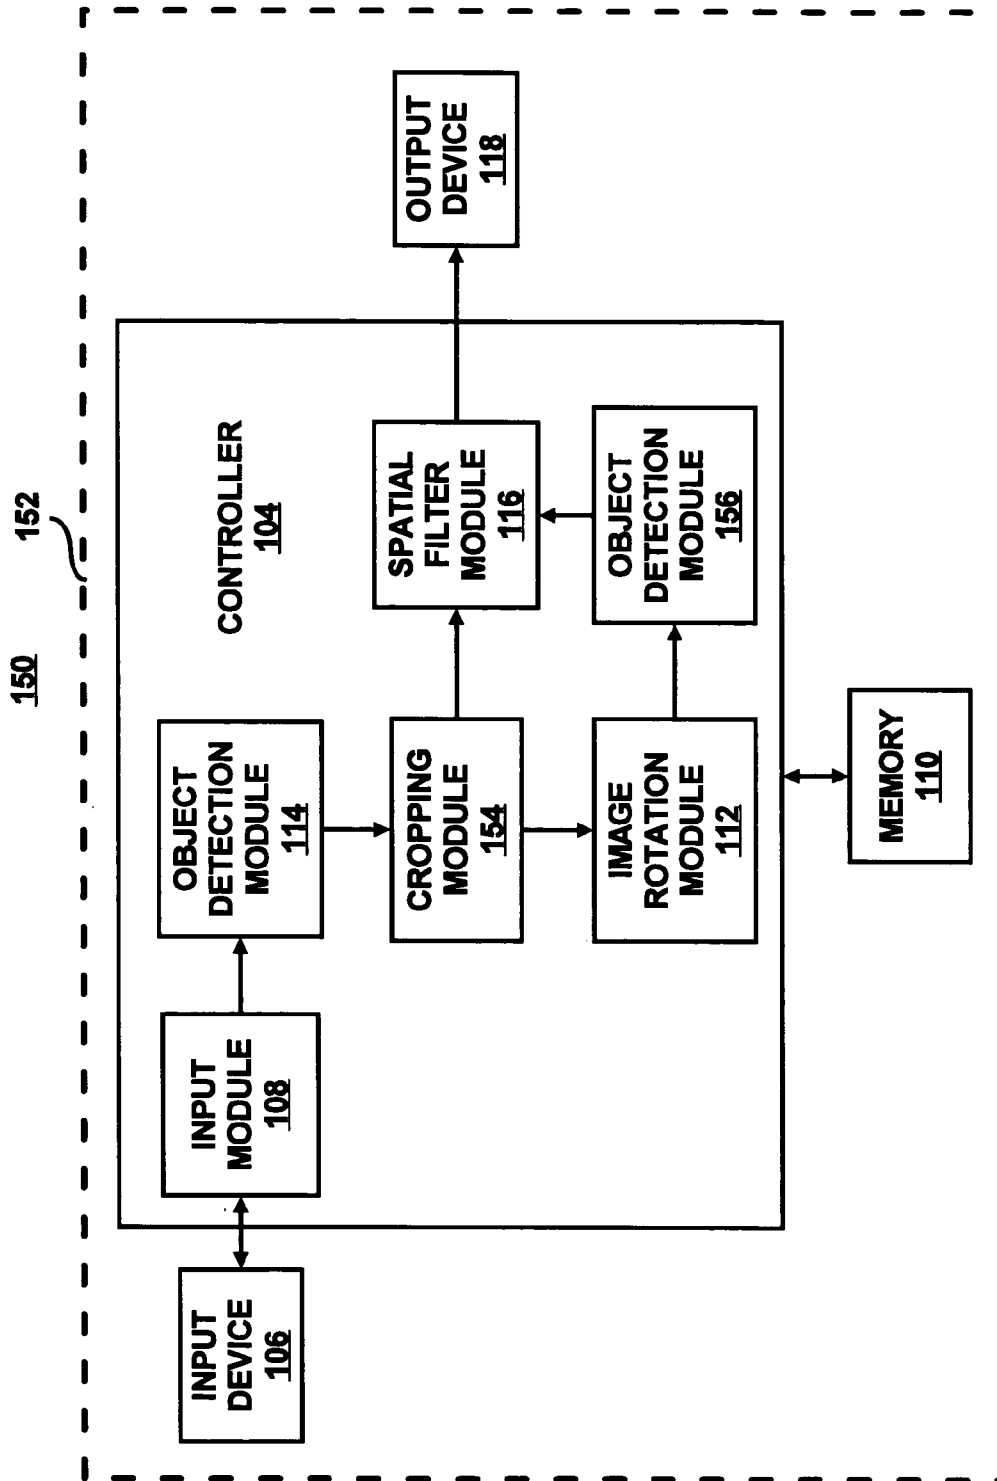 150
152
CONTROLLER
104
INPUT
DEVICE
106
INPUT
MODULE
108
OBJECT
DETECTION
MODULE
114
CROPPING
MODULE
154
SPATIAL
FILTER
MODULE
116
OUTPUT
DEVICE
118
IMAGE
ROTATION
MODULE
112
OBJECT
DETECTION
MODULE
156
MEMORY
110